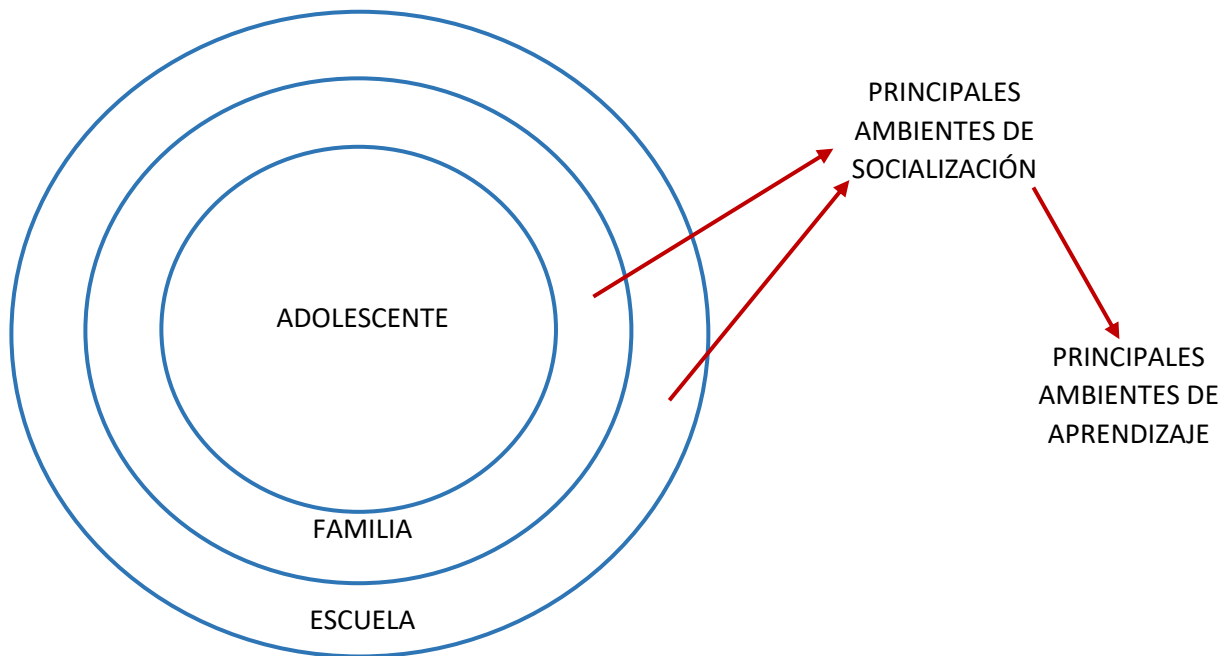 PRINCIPALES
AMBIENTES DE
SOCIALIZACIÓN
ADOLESCENTE
PRINCIPALES
AMBIENTES DE
APRENDIZAJE
FAMILIA
ESCUELA